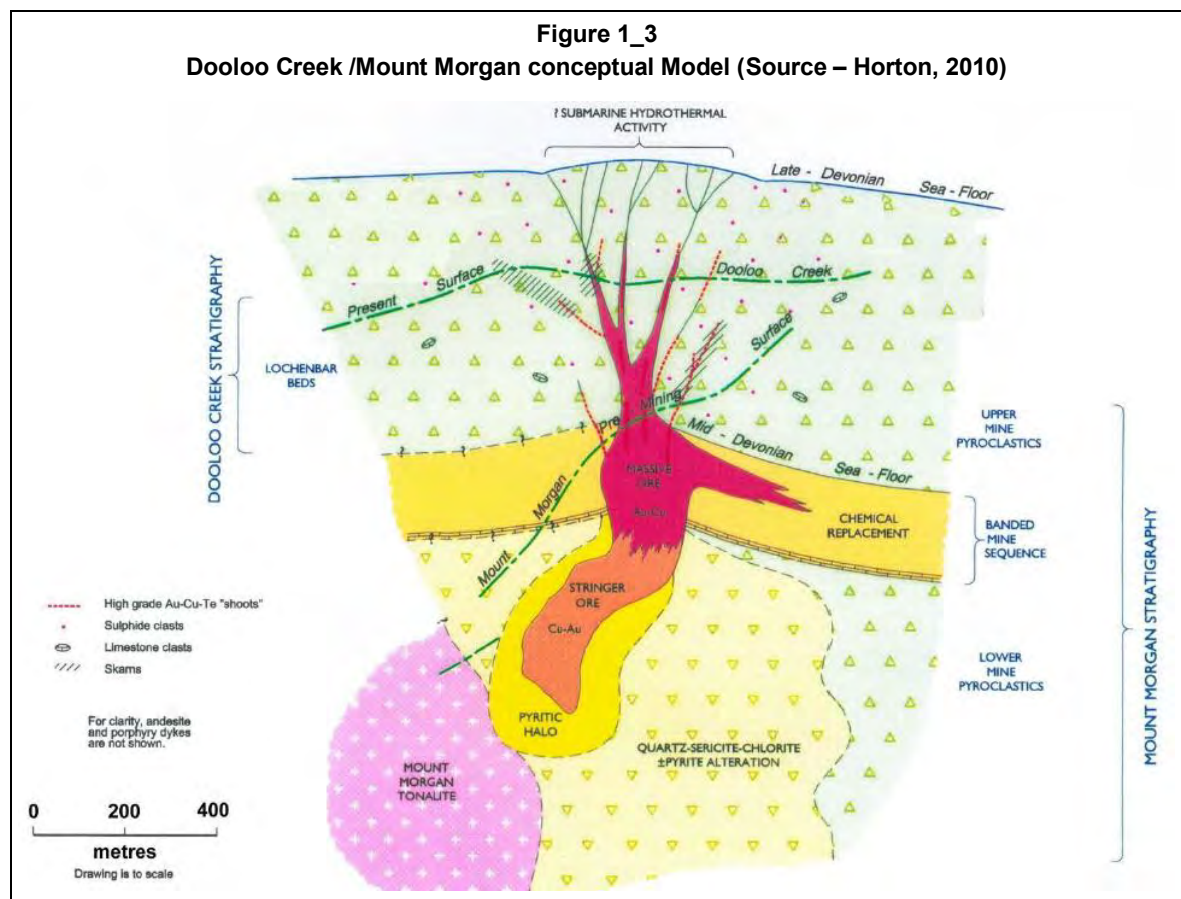 Figure 1_3
Dooloo Creek /Mount Morgan conceptual Model (Source – Horton, 2010)
? SUBMARINE HYDROTHERMAL
ACTIVITY
Late - Devonian Sea - Floor
Present Surface Dooloo Creek
DOOLOO CREEK STRATIGRAPHY
LOCHENBAR
BEDS
Mount Morgan Pre Mining Surface
Mid - Devonian Sea - Floor
UPPER
MINE
PYROCLASTICS
MASSIVE
ORE
Au-Cu
CHEMICAL
REPLACEMENT
BANDED
MINE
SEQUENCE
MOUNT MORGAN STRATIGRAPHY
STRINGER
ORE
Cu-Au
High grade Au-Cu-Te "shoots"
Sulphide clasts
Limestone clasts
Skarns
LOWER
MINE
PYROCLASTICS
For clarity, andesite
and porphyry dykes
are not shown.
PYRITIC
HALO
QUARTZ-SERICITE-CHLORITE
±PYRITE ALTERATION
MOUNT
MORGAN
TONALITE
0 200 400
metres
Drawing is to scale